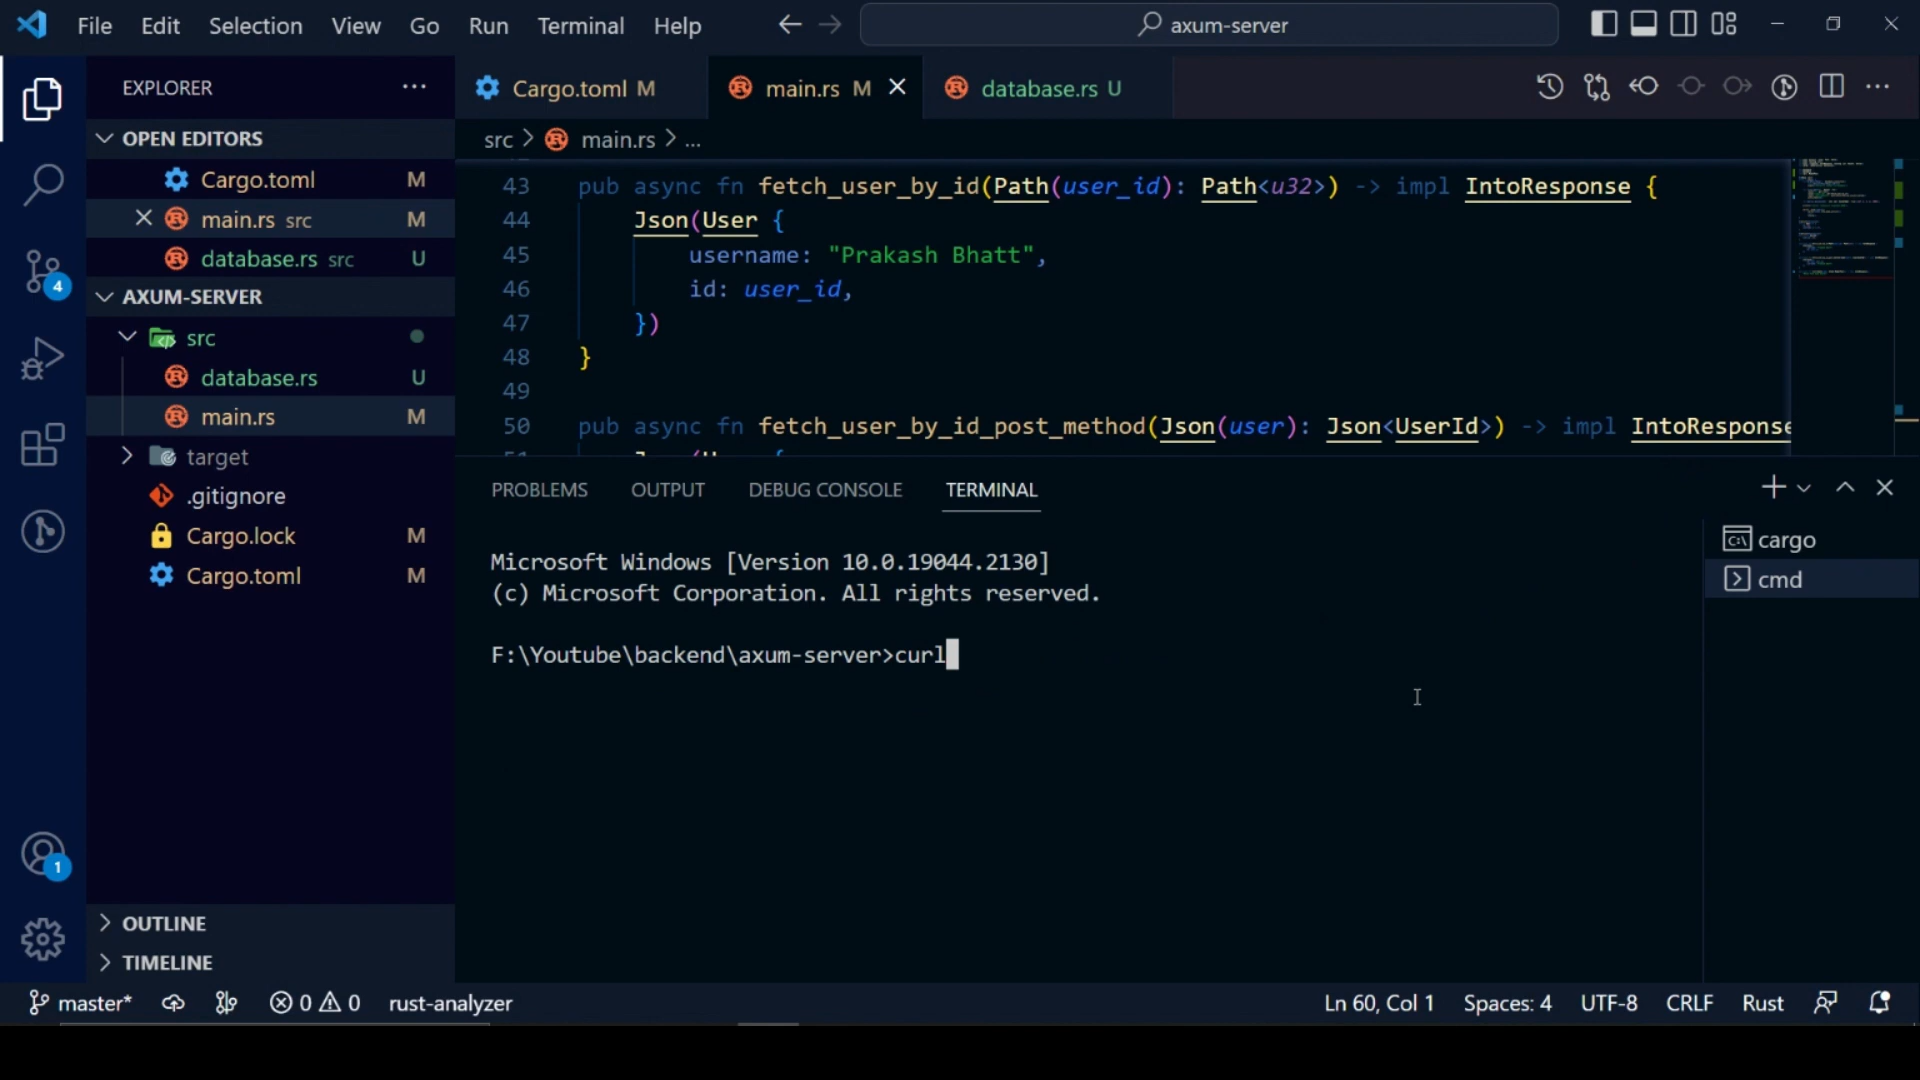 File Edit Selection View Go Run Terminal Help axum-server
EXPLORER ...
OPEN EDITORS
Cargo.toml M
main.rs src M
database.rs src U
AXUM-SERVER
src
database.rs U
main.rs M
target
.gitignore
Cargo.lock M
Cargo.toml M
OUTLINE
TIMELINE
4
1
Cargo.toml M main.rs M database.rs U
src > main.rs > ...
43 pub async fn fetch_user_by_id(Path(user_id): Path<u32>) -> impl IntoResponse {
44 Json(User {
45 username: "Prakash Bhatt",
46 id: user_id,
47 })
48 }
49
50 pub async fn fetch_user_by_id_post_method(Json(user): Json<UserId>) -> impl IntoResponse
PROBLEMS OUTPUT DEBUG CONSOLE TERMINAL
Microsoft Windows [Version 10.0.19044.2130]
(c) Microsoft Corporation. All rights reserved.
F:\Youtube\backend\axum-server>curl
cargo
cmd
master* 0 0 rust-analyzer Ln 60, Col 1 Spaces: 4 UTF-8 CRLF Rust